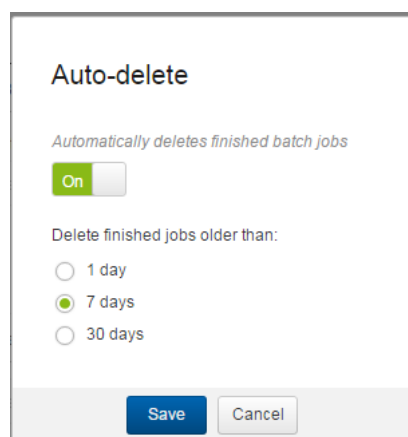 Auto-delete
Automatically deletes finished batch jobs
On
Delete finished jobs older than:
1 day
7 days
30 days
Save Cancel